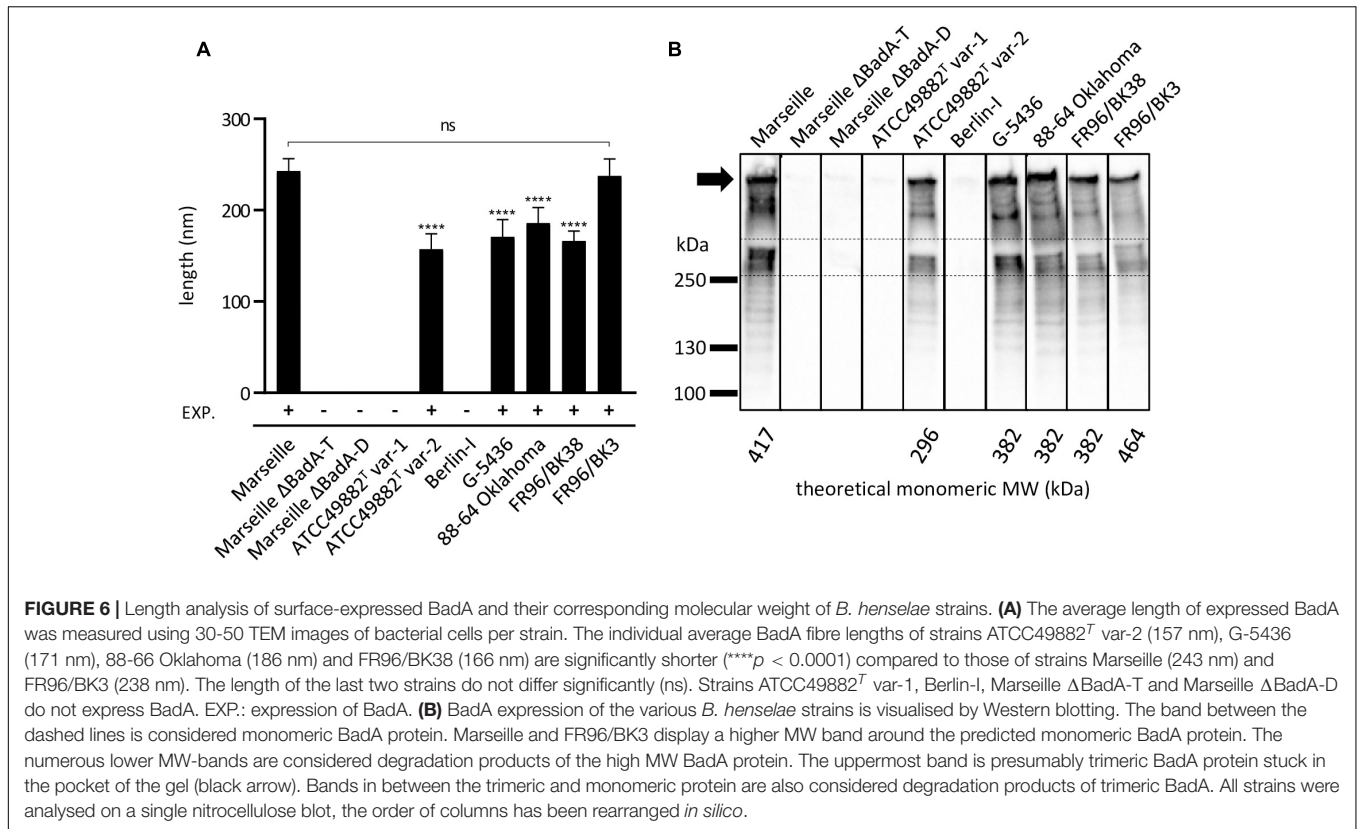 A
300
200
100
0
length (nm)
ns
****
****
****
****
EXP.
+ - - - + - + + + +
Marseille
Marseille ΔBadA-T
Marseille ΔBadA-D
ATCC49882T var-1
ATCC49882T var-2
Berlin-I
G-5436
88-64 Oklahoma
FR96/BK38
FR96/BK3
B
Marseille
Marseille ΔBadA-T
Marseille ΔBadA-D
ATCC49882T var-1
ATCC49882T var-2
Berlin-I
G-5436
88-64 Oklahoma
FR96/BK38
FR96/BK3
kDa
250
130
100
417
296
382
382
382
464
theoretical monomeric MW (kDa)
FIGURE 6 | Length analysis of surface-expressed BadA and their corresponding molecular weight of B. henselae strains. (A) The average length of expressed BadA
was measured using 30-50 TEM images of bacterial cells per strain. The individual average BadA fibre lengths of strains ATCC49882T var-2 (157 nm), G-5436
(171 nm), 88-66 Oklahoma (186 nm) and FR96/BK38 (166 nm) are significantly shorter (****p < 0.0001) compared to those of strains Marseille (243 nm) and
FR96/BK3 (238 nm). The length of the last two strains do not differ significantly (ns). Strains ATCC49882T var-1, Berlin-I, Marseille ΔBadA-T and Marseille ΔBadA-D
do not express BadA. EXP.: expression of BadA. (B) BadA expression of the various B. henselae strains is visualised by Western blotting. The band between the
dashed lines is considered monomeric BadA protein. Marseille and FR96/BK3 display a higher MW band around the predicted monomeric BadA protein. The
numerous lower MW-bands are considered degradation products of the high MW BadA protein. The uppermost band is presumably trimeric BadA protein stuck in
the pocket of the gel (black arrow). Bands in between the trimeric and monomeric protein are also considered degradation products of trimeric BadA. All strains were
analysed on a single nitrocellulose blot, the order of columns has been rearranged in silico.